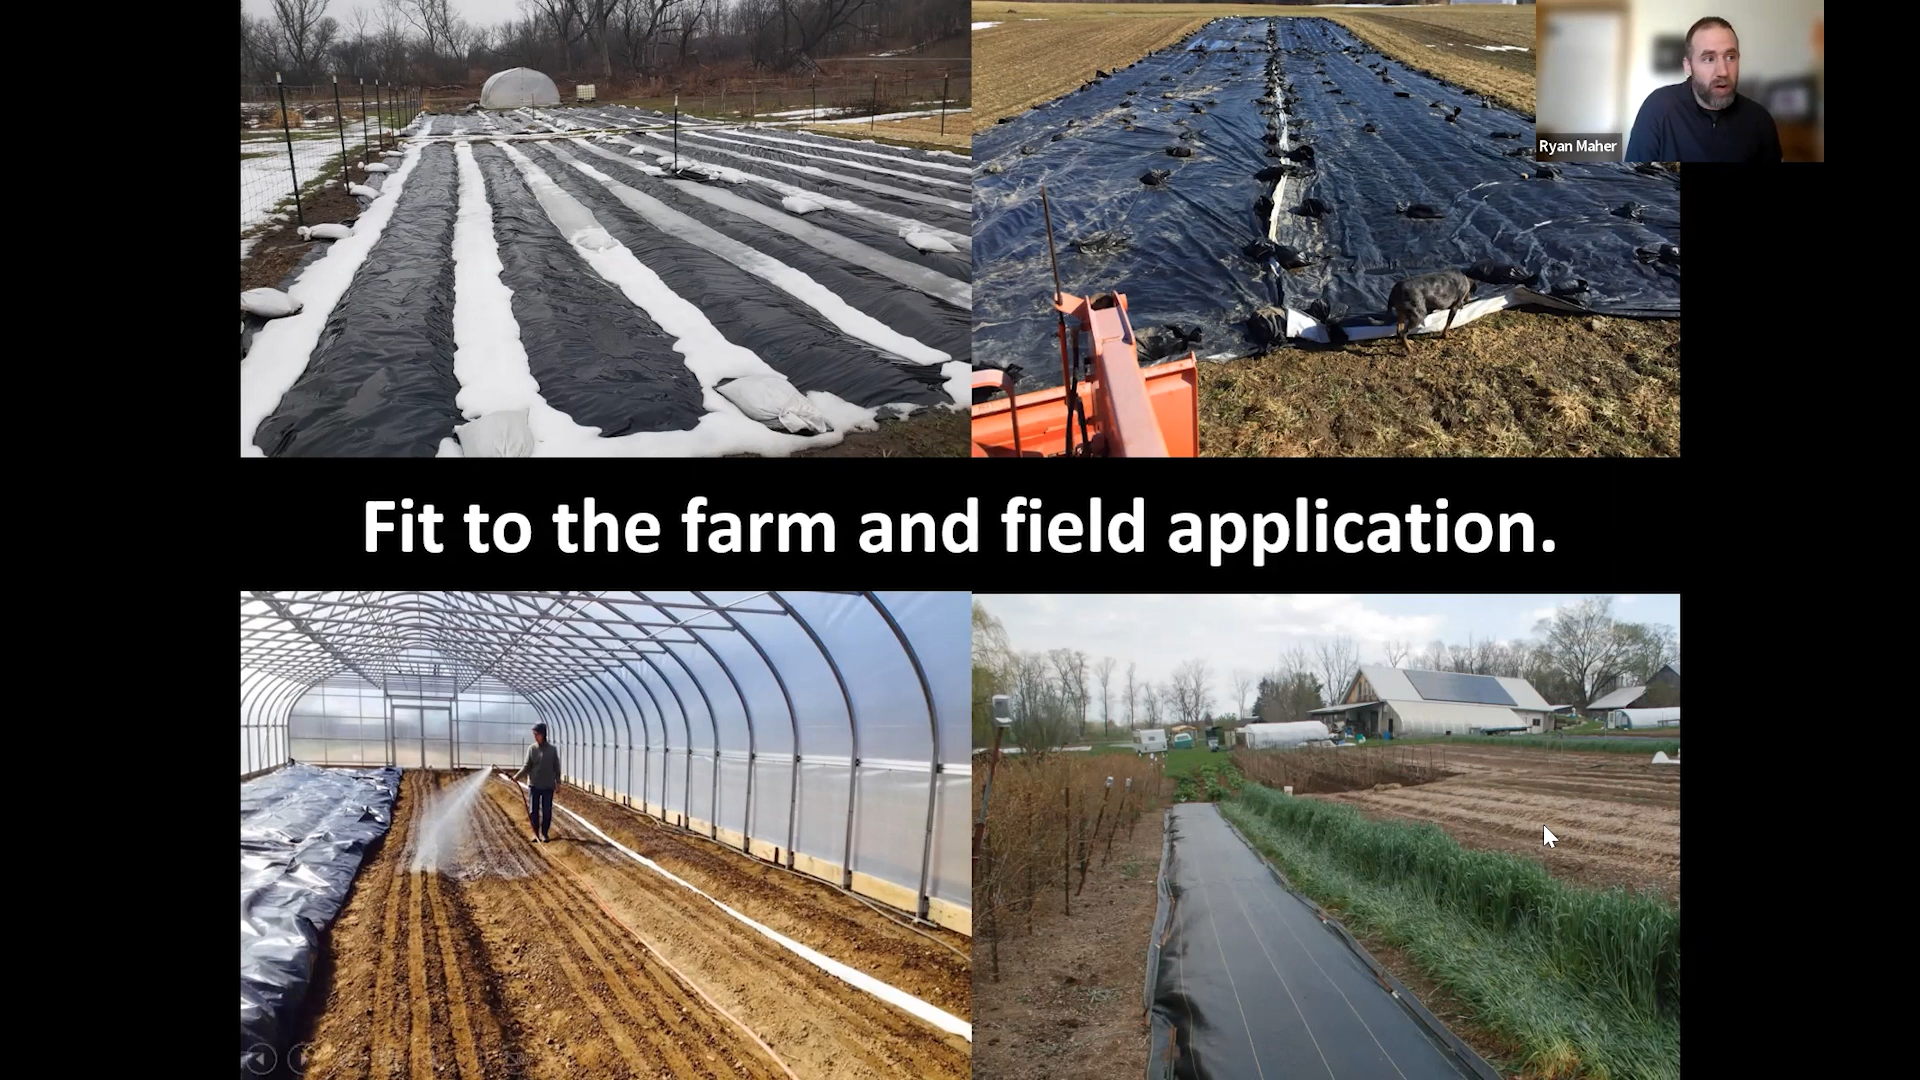 Ryan Maher
Fit to the farm and field application.